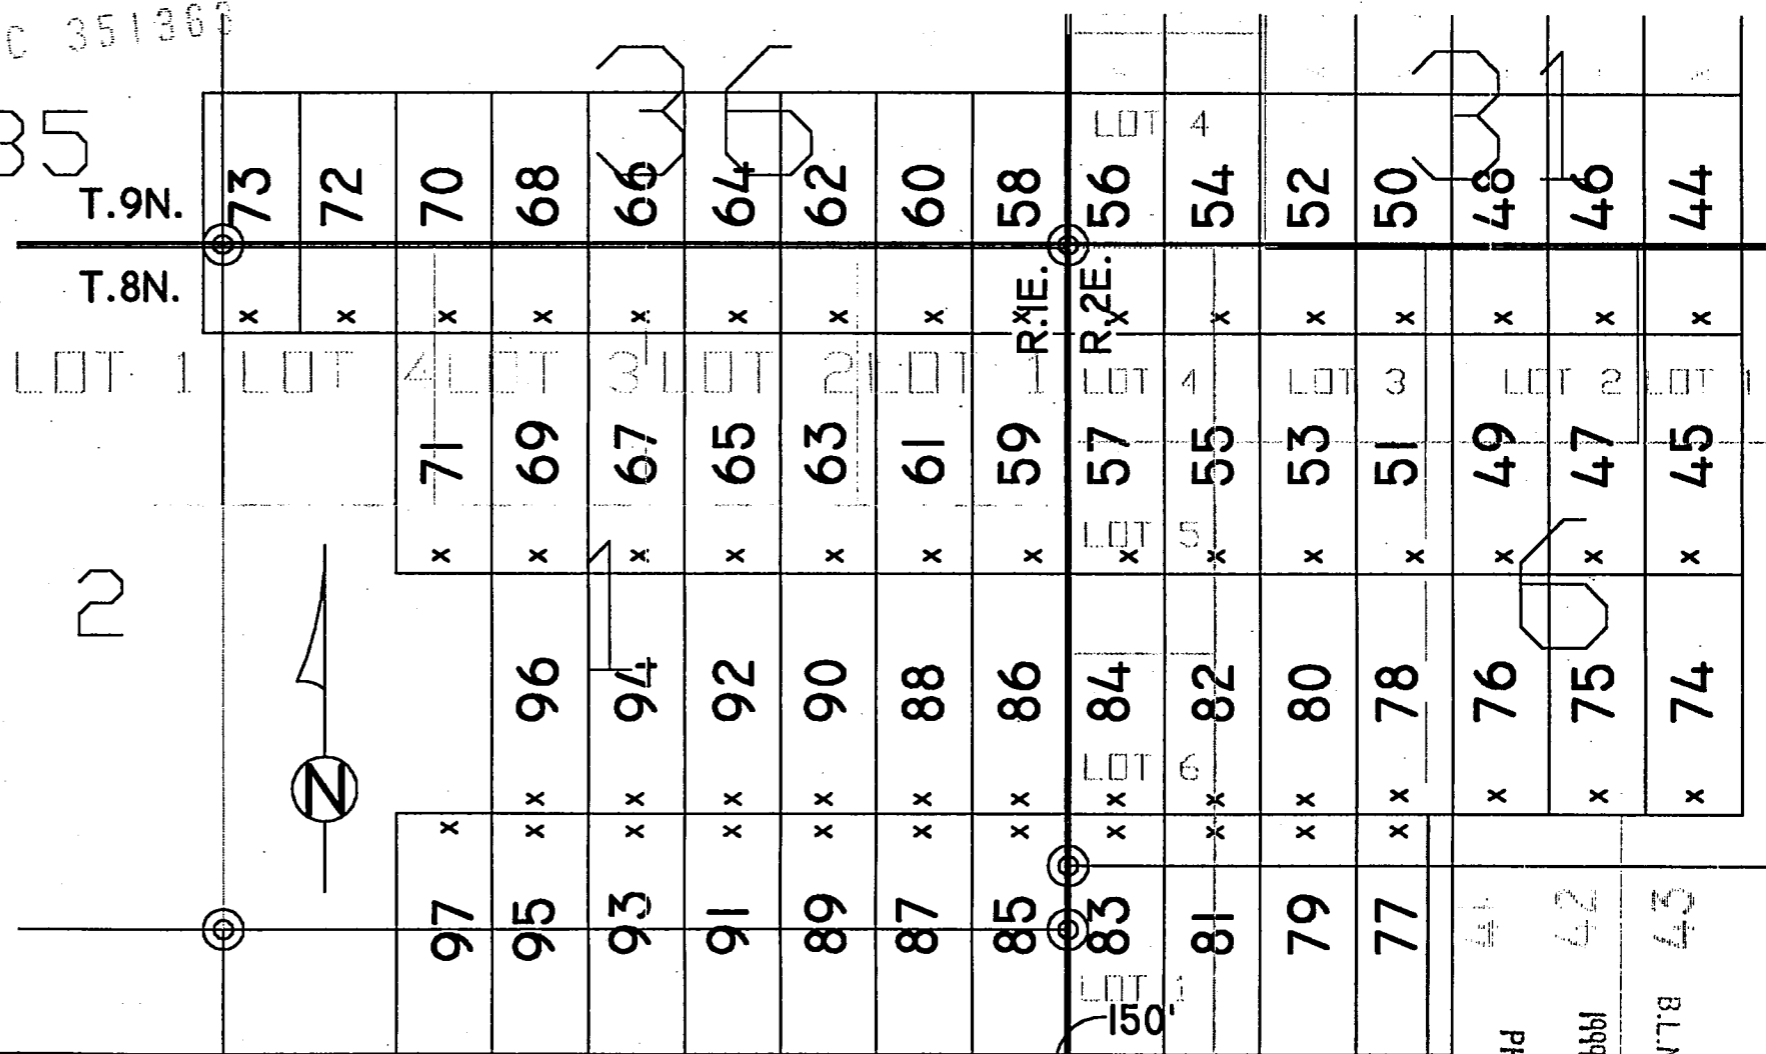 C 351363
36 31
35
LOT 4
T.9N. 73 72 70 68 66 64 62 60 58 56 54 52 50 48 46 44
T.8N.
R.1E. R.2E.
x x x x x x x x x x x x x x x x
LOT 1 LOT 4 LOT 3 LOT 2 LOT 1 LOT 4 LOT 3 LOT 2 LOT 1
71 69 67 65 63 61 59 57 55 53 51 49 47 45
LOT 5
x x x x x x x x x x x x x x
2 1 6
96 94 92 90 88 86 84 82 80 78 76 75 74
LOT 6
N
x x x x x x x x x x x x x
x x x x x x x x x x x
97 95 93 91 89 87 85 83 81 79 77 42 43
LOT
150'
1999
B.L.